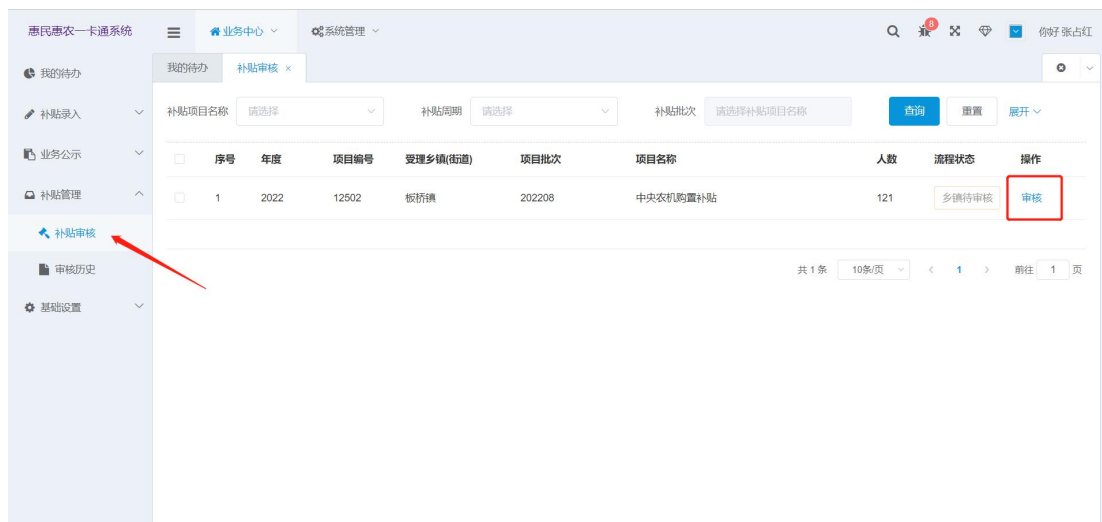 惠民惠农一卡通系统
业务中心
系统管理
8
你好 张占红
我的待办
补贴录入
业务公示
补贴管理
补贴审核
审核历史
基础设置
我的待办
补贴审核 ×
补贴项目名称 请选择
补贴周期 请选择
补贴批次 请选择补贴项目名称
查询 重置 展开
序号 年度 项目编号 受理乡镇(街道) 项目批次 项目名称 人数 流程状态 操作
1 2022 12502 板桥镇 202208 中央农机购置补贴 121 乡镇待审核 审核
共 1 条 10条/页 < 1 > 前往 1 页